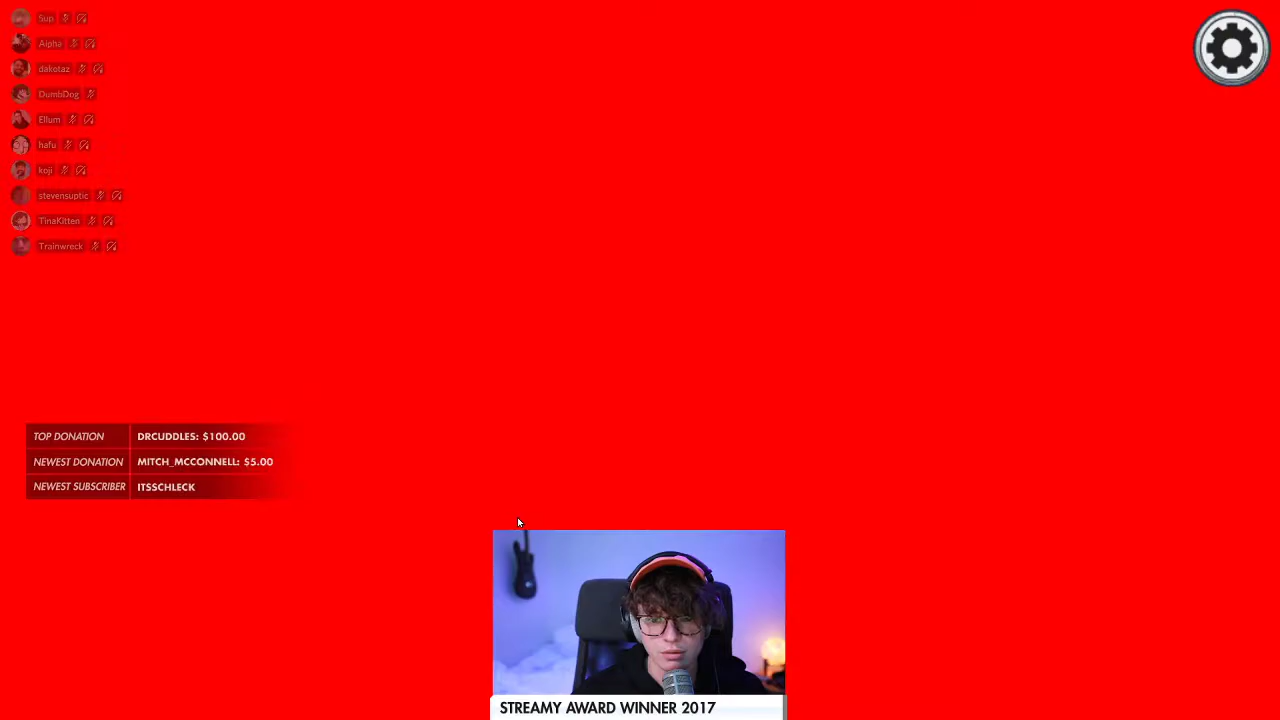 Sup
Alpha
dakotaz
DumbDog
Ellum
hafu
koji
stevensuptic
TinaKitten
Trainwreck
TOP DONATION DRCUDDLES: $100.00
NEWEST DONATION MITCH_MCCONNELL: $5.00
NEWEST SUBSCRIBER ITSSCHLECK
STREAMY AWARD WINNER 2017